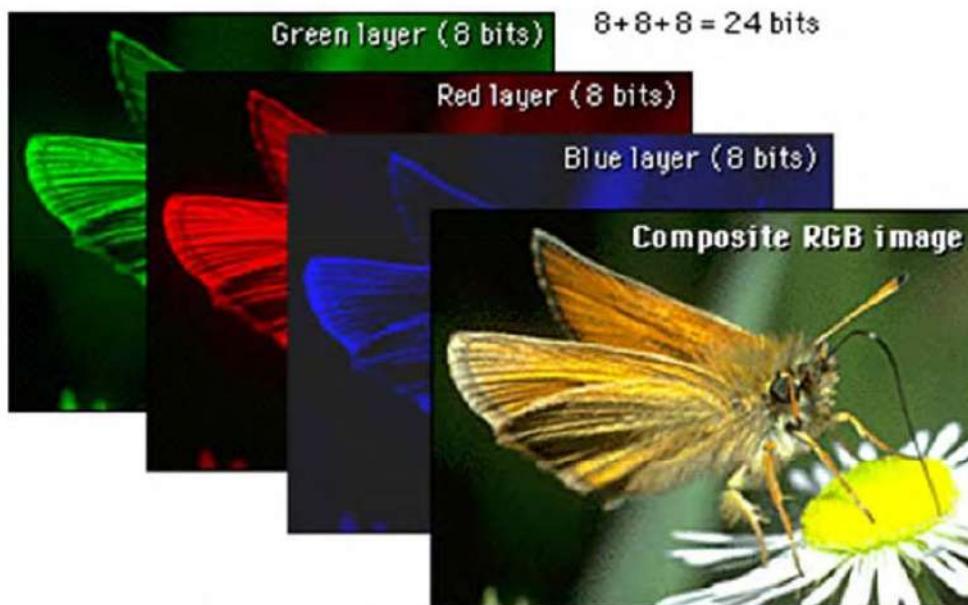 Green layer (8 bits)
8+8+8 = 24 bits
Red layer (8 bits)
Blue layer (8 bits)
Composite RGB image